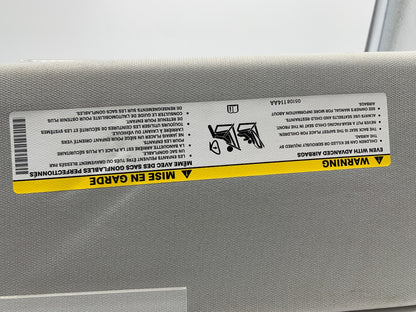 WARNING
EVEN WITH ADVANCED AIRBAGS
• CHILDREN CAN BE KILLED OR SERIOUSLY INJURED BY
THE AIRBAG.
• THE BACK SEAT IS THE SAFEST PLACE FOR CHILDREN.
• NEVER PUT A REAR-FACING CHILD SEAT IN THE FRONT.
• ALWAYS USE SEATBELTS AND CHILD RESTRAINTS.
• SEE OWNER'S MANUAL FOR MORE INFORMATION ABOUT
AIRBAGS.
05108 114AA
MISE EN GARDE
MÊME AVEC DES SACS GONFLABLES PERFECTIONNÉS
• LES ENFANTS PEUVENT ÊTRE TUÉS OU GRAVEMENT BLESSÉS PAR
UN SAC GONFLABLE.
• LA BANQUETTE ARRIÈRE EST LA PLACE LA PLUS SÉCURITAIRE
POUR LES ENFANTS.
• NE JAMAIS PLACER UN SIÈGE POUR ENFANT VERS
L'ARRIÈRE À L'AVANT DU VÉHICULE.
• TOUJOURS UTILISER LES CEINTURES DE SÉCURITÉ ET LES SYSTÈMES
DE RETENUE POUR ENFANT.
• CONSULTER LE GUIDE DE L'AUTOMOBILISTE POUR OBTENIR PLUS
DE RENSEIGNEMENTS SUR LES SACS GONFLABLES.